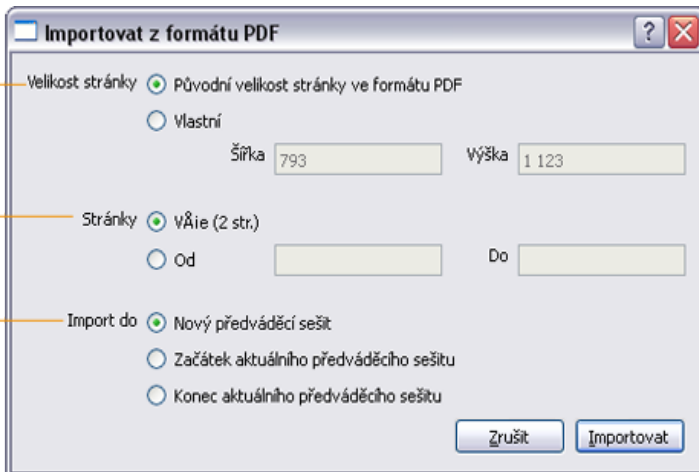 Importovat z formátu PDF
Velikost stránky Původní velikost stránky ve formátu PDF
Vlastní
Šířka 793 Výška 1 123
Stránky VÅie (2 str.)
Od Do
Import do Nový předváděcí sešit
Začátek aktuálního předváděcího sešitu
Konec aktuálního předváděcího sešitu
Zrušit Importovat